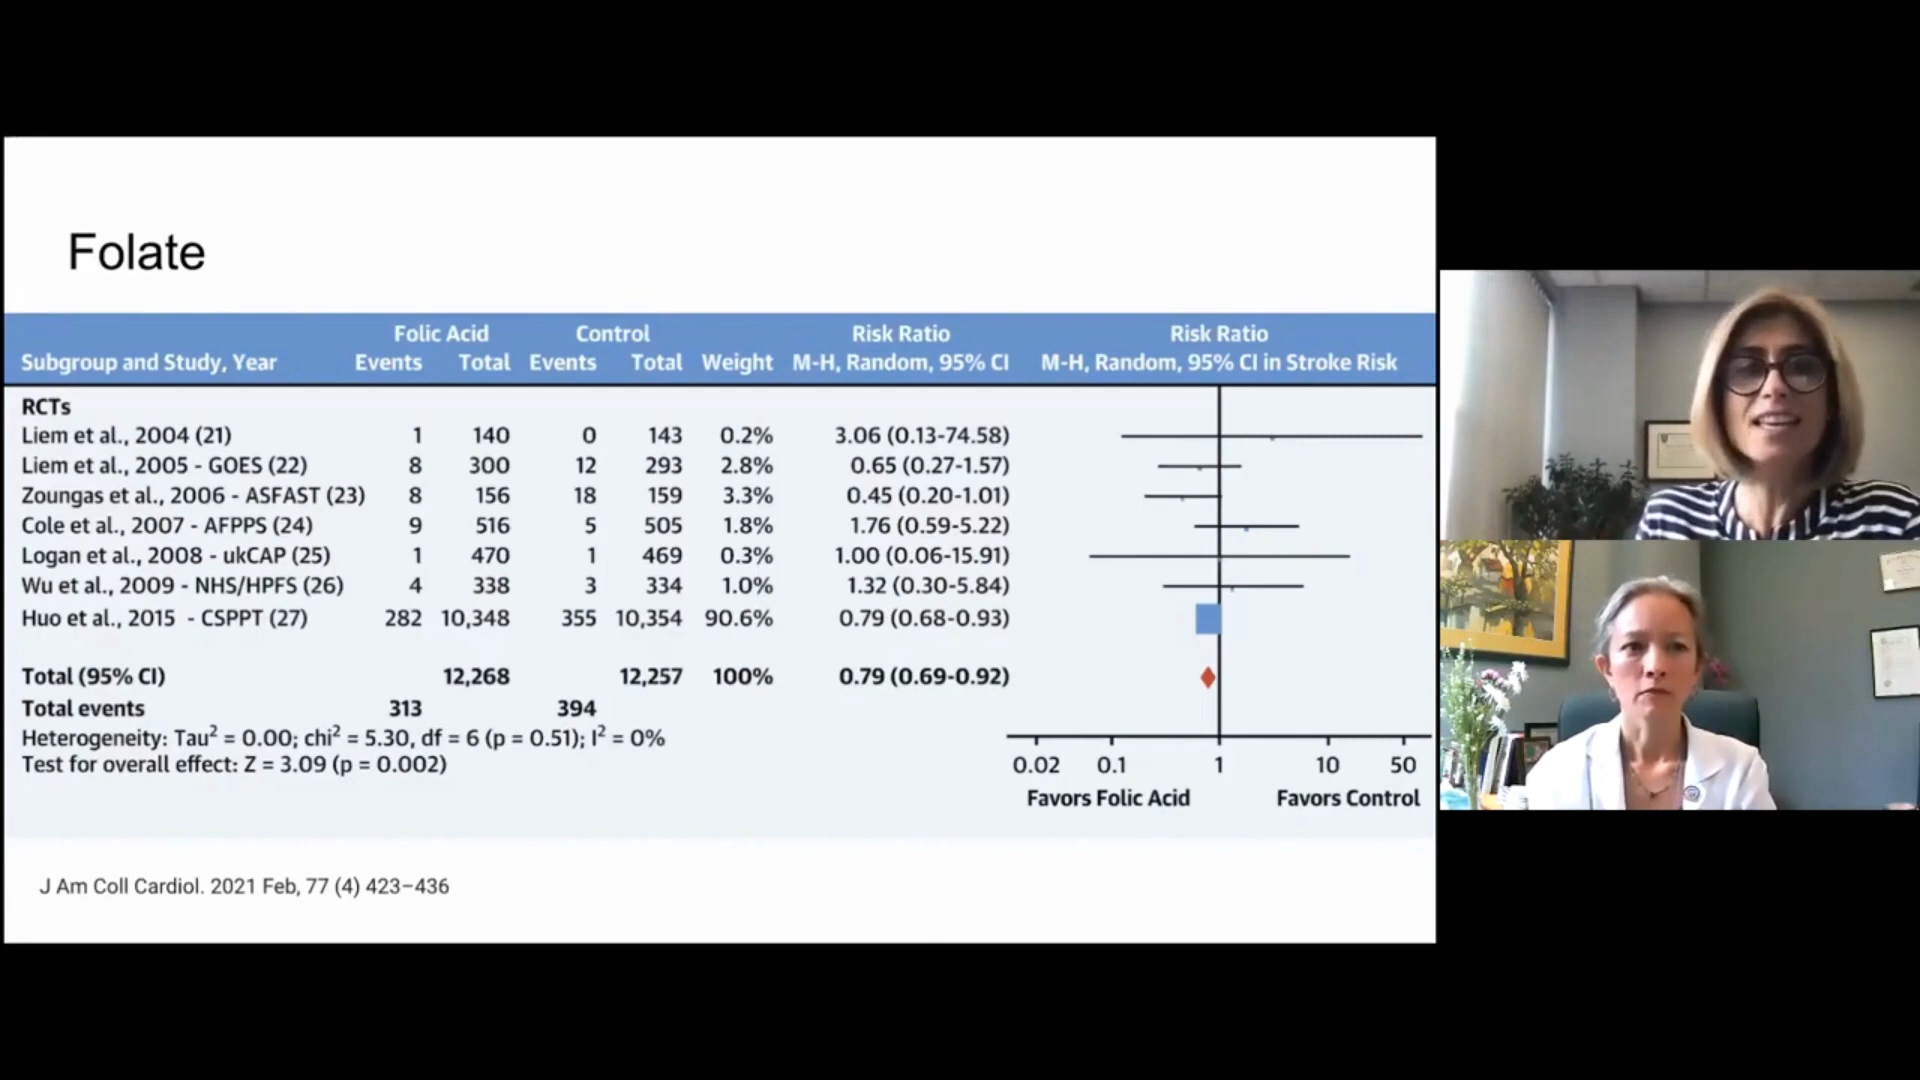 Folate
Folic Acid Control Risk Ratio Risk Ratio
Subgroup and Study, Year Events Total Events Total Weight M-H, Random, 95% CI M-H, Random, 95% CI in Stroke Risk
RCTs
Liem et al., 2004 (21) 1 140 0 143 0.2% 3.06 (0.13-74.58)
Liem et al., 2005 - GOES (22) 8 300 12 293 2.8% 0.65 (0.27-1.57)
Zoungas et al., 2006 - ASFAST (23) 8 156 18 159 3.3% 0.45 (0.20-1.01)
Cole et al., 2007 - AFPPS (24) 9 516 5 505 1.8% 1.76 (0.59-5.22)
Logan et al., 2008 - ukCAP (25) 1 470 1 469 0.3% 1.00 (0.06-15.91)
Wu et al., 2009 - NHS/HPFS (26) 4 338 3 334 1.0% 1.32 (0.30-5.84)
Huo et al., 2015 - CSPPT (27) 282 10,348 355 10,354 90.6% 0.79 (0.68-0.93)
Total (95% CI) 12,268 12,257 100% 0.79 (0.69-0.92)
Total events 313 394
Heterogeneity: Tau² = 0.00; chi² = 5.30, df = 6 (p = 0.51); I² = 0%
Test for overall effect: Z = 3.09 (p = 0.002)
0.02 0.1 1 10 50
Favors Folic Acid Favors Control
J Am Coll Cardiol. 2021 Feb, 77 (4) 423–436